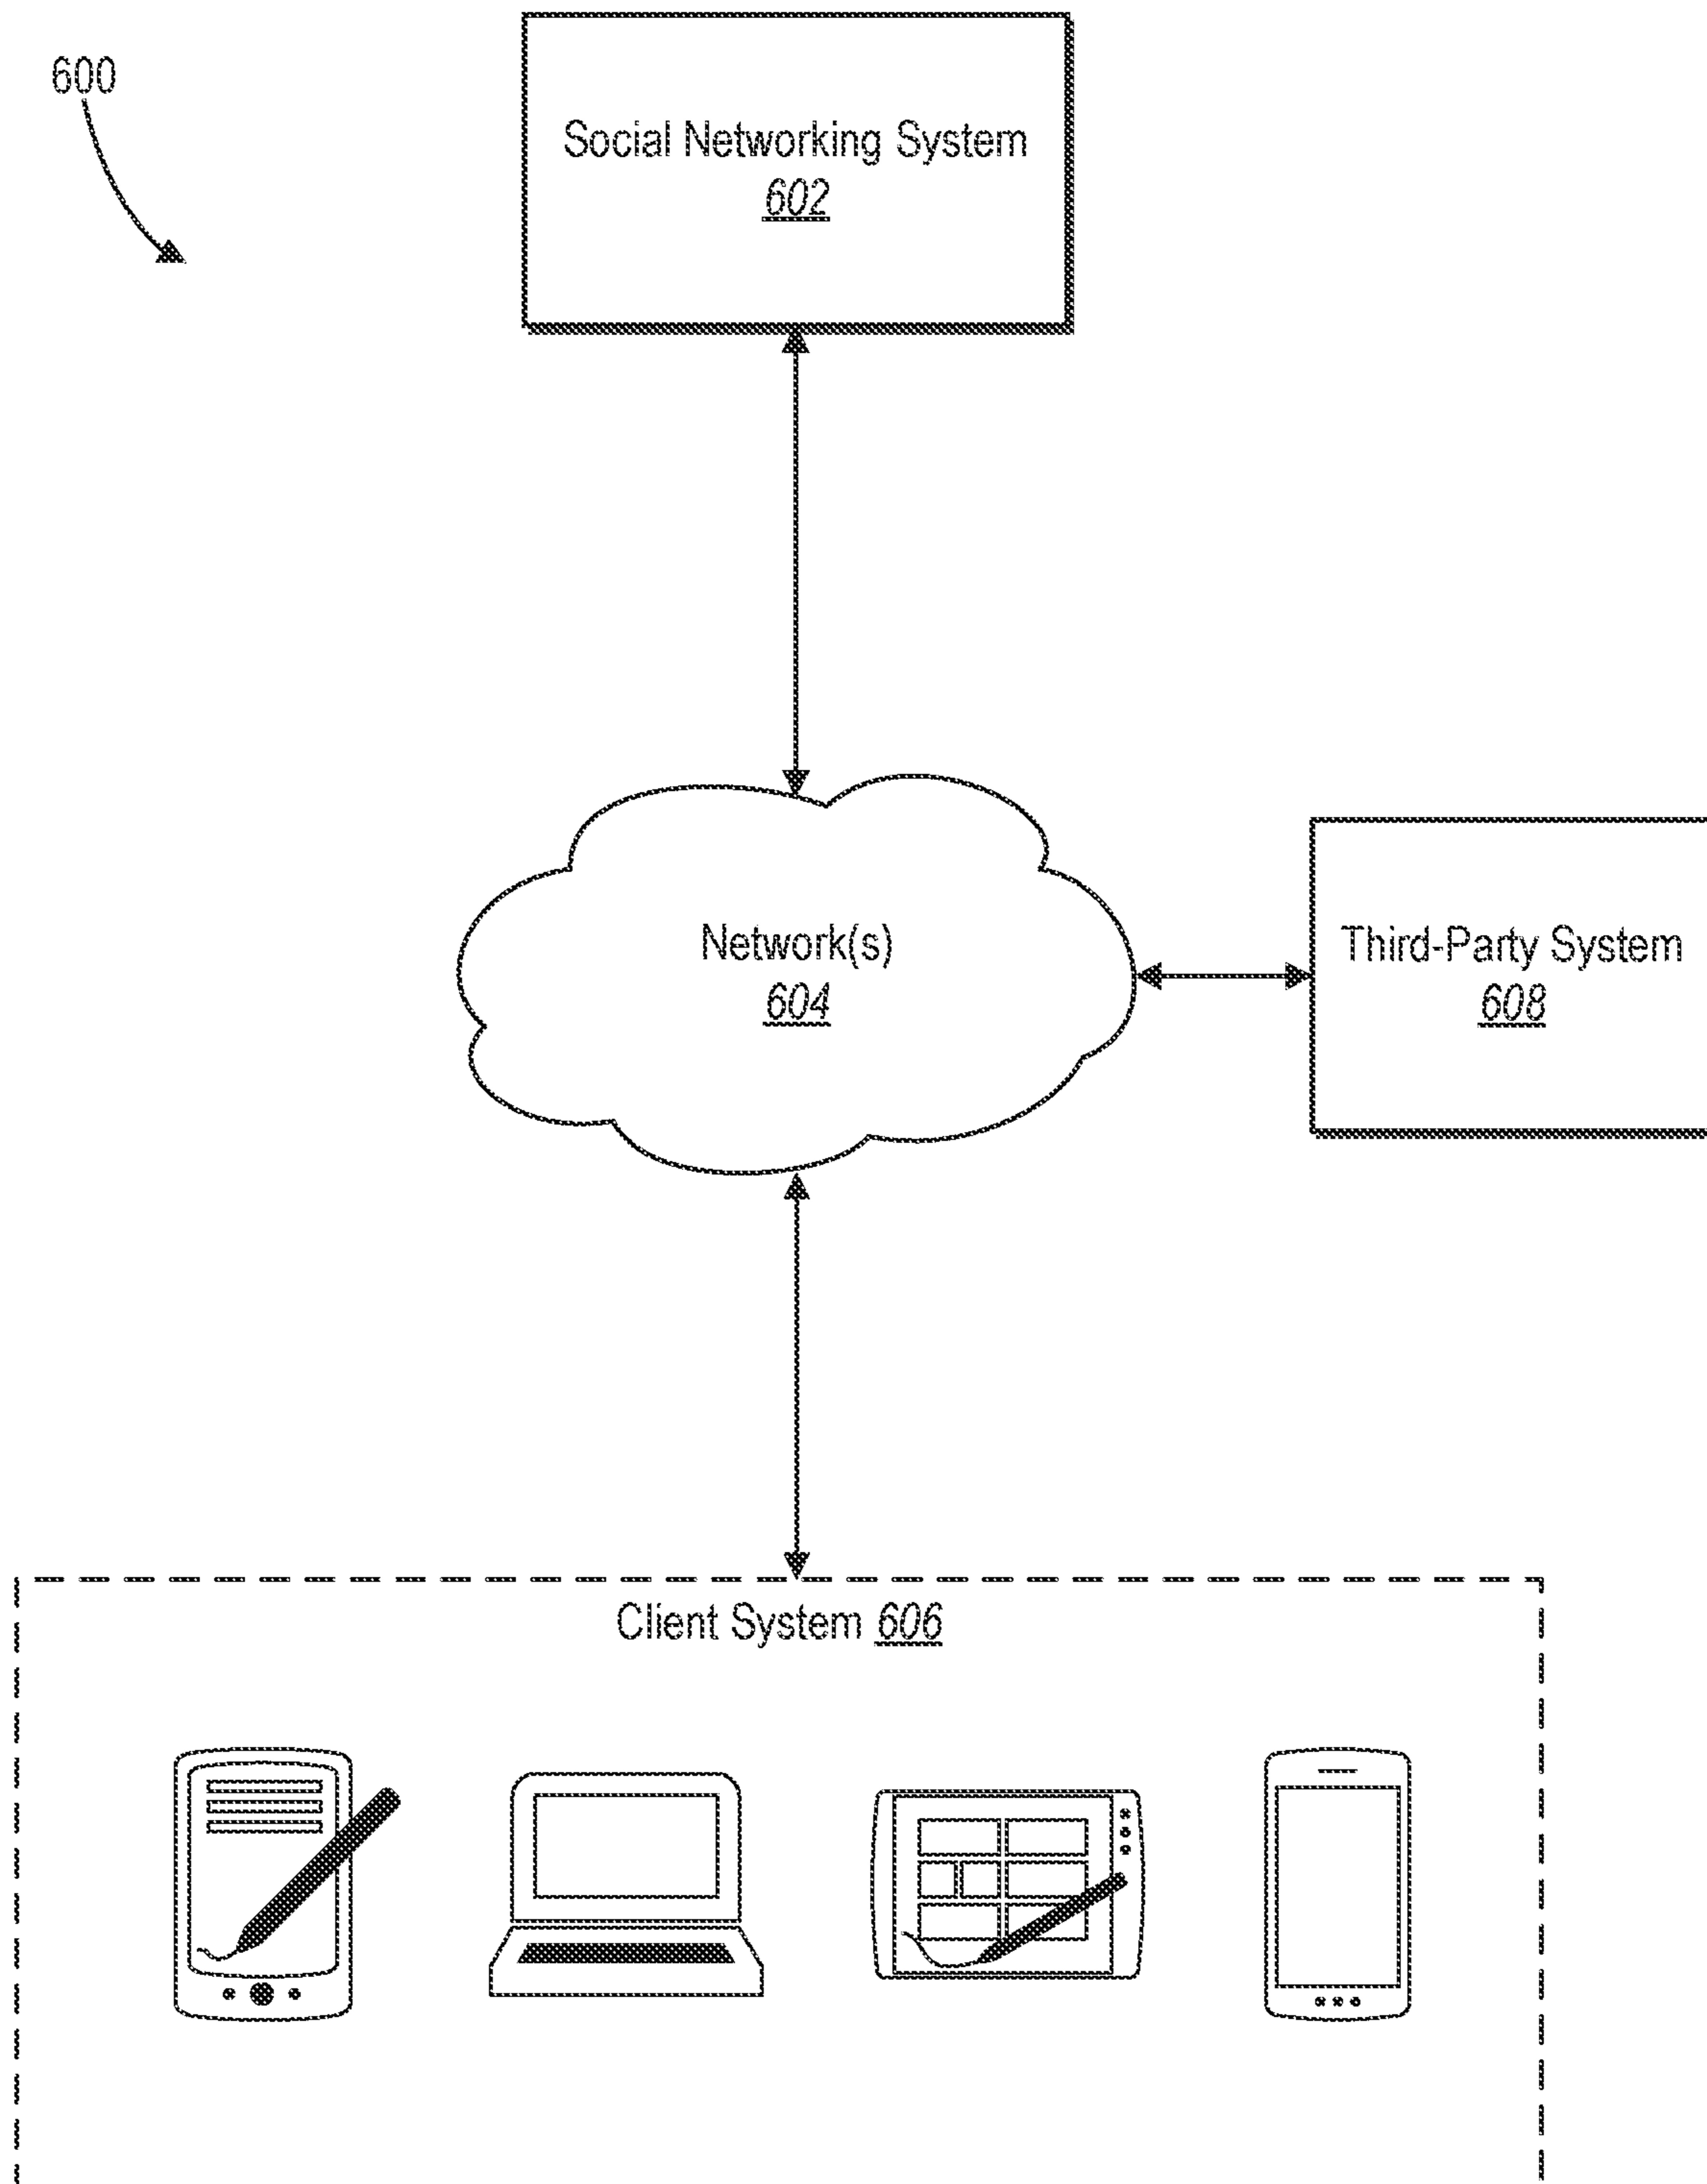 600
Social Networking System
602
Network(s)
604
Third-Party System
608
Client System 606